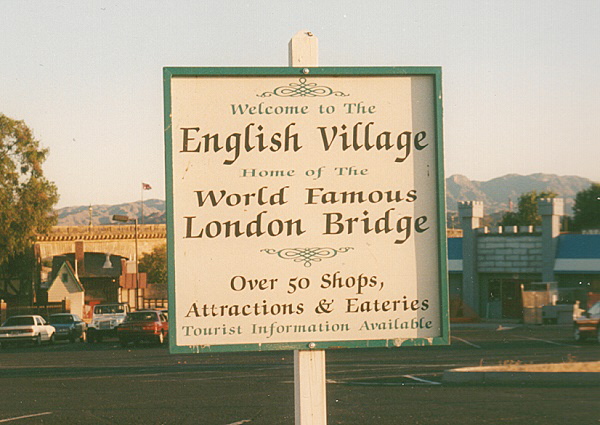 Welcome to The
English Village
Home of The
World Famous
London Bridge
Over 50 Shops,
Attractions & Eateries
Tourist Information Available